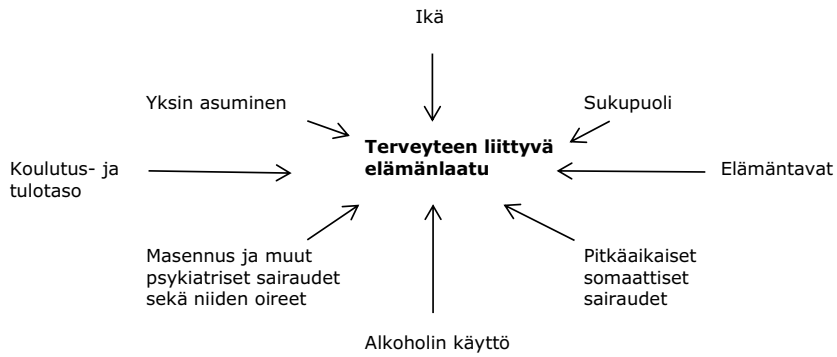 Ikä
Yksin asuminen
Sukupuoli
Terveyteen liittyvä
elämänlaatu
Koulutus- ja
tulotaso
Elämäntavat
Masennus ja muut
psykiatriset sairaudet
sekä niiden oireet
Pitkäaikaiset
somaattiset
sairaudet
Alkoholin käyttö